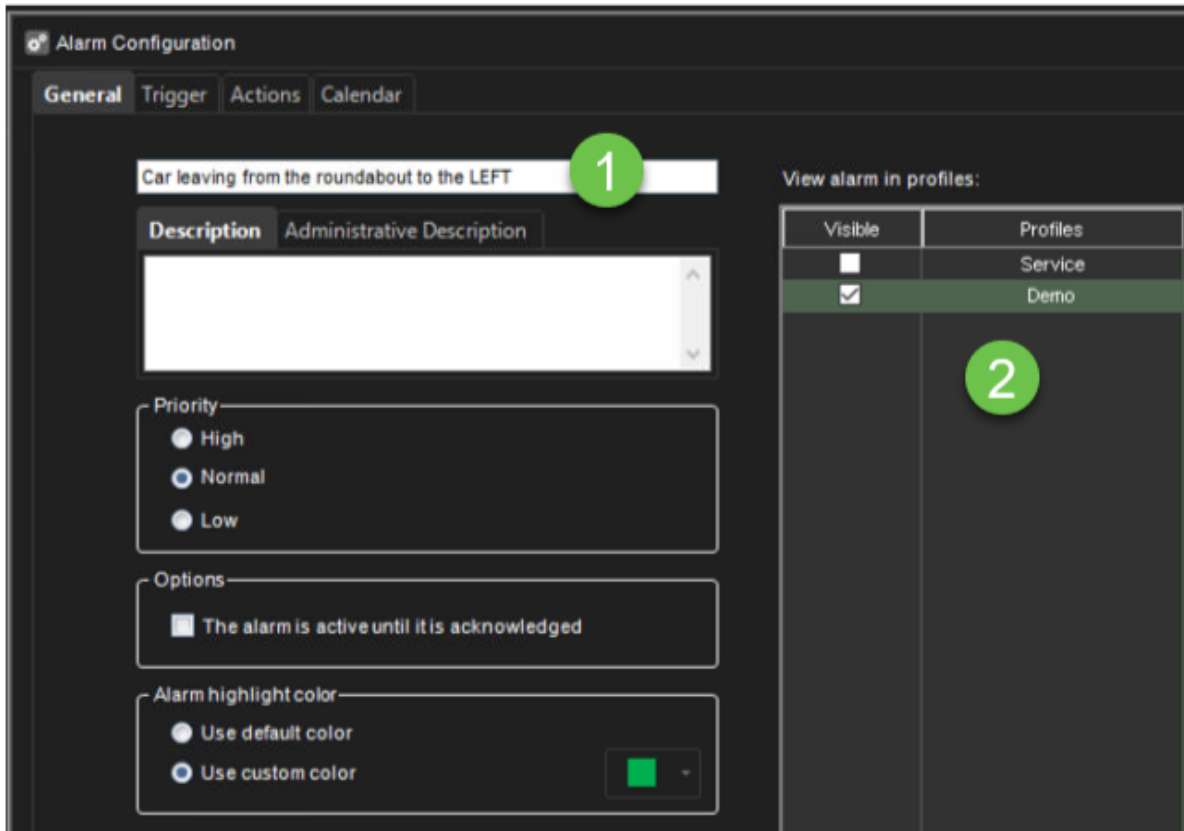 Alarm Configuration
General Trigger Actions Calendar
Car leaving from the roundabout to the LEFT
1
Description Administrative Description
Priority
High
Normal
Low
Options
The alarm is active until it is acknowledged
Alarm highlight color
Use default color
Use custom color
View alarm in profiles:
Visible Profiles
Service
Demo
2